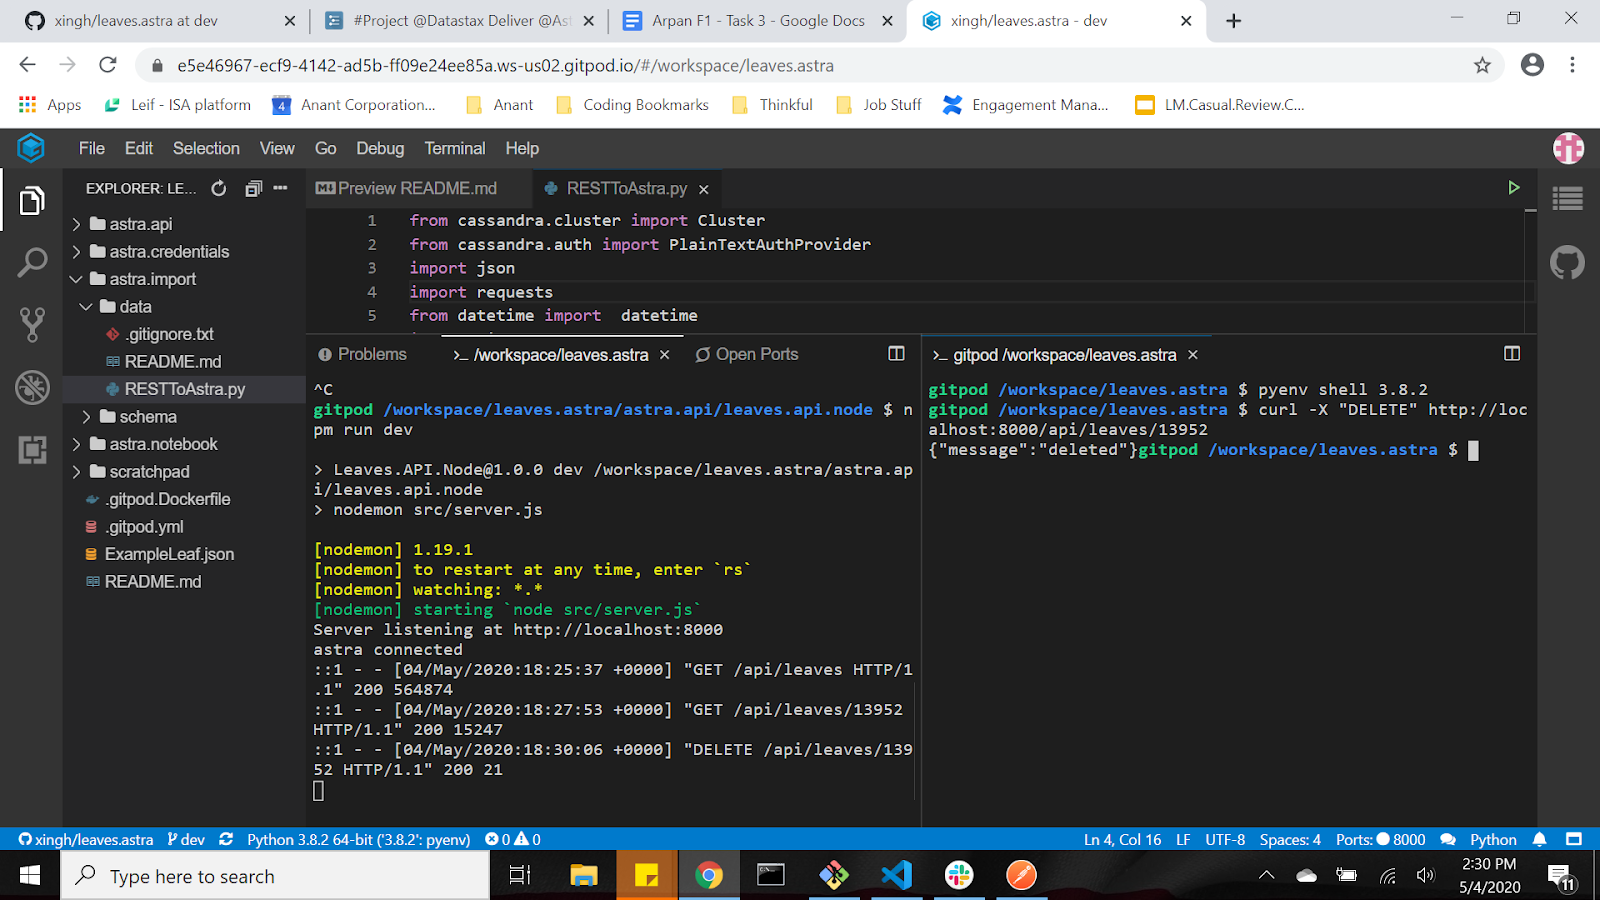 xingh/leaves.astra at dev
#Project @Datastax Deliver @Ast
Arpan F1 - Task 3 - Google Docs
xingh/leaves.astra - dev
e5e46967-ecf9-4142-ad5b-ff09e24ee85a.ws-us02.gitpod.io/#/workspace/leaves.astra
Apps
Leif - ISA platform
4
Anant Corporation...
Anant
Coding Bookmarks
Thinkful
Job Stuff
Engagement Mana...
LM.Casual.Review.C...
File Edit Selection View Go Debug Terminal Help
EXPLORER: LE...
astra.api
astra.credentials
astra.import
data
.gitignore.txt
README.md
RESTToAstra.py
schema
astra.notebook
scratchpad
.gitpod.Dockerfile
.gitpod.yml
ExampleLeaf.json
README.md
Preview README.md
RESTToAstra.py
1 from cassandra.cluster import Cluster
2 from cassandra.auth import PlainTextAuthProvider
3 import json
4 import requests
5 from datetime import  datetime
Problems
>_ /workspace/leaves.astra
Open Ports
^C
gitpod /workspace/leaves.astra/astra.api/leaves.api.node $ n
pm run dev
> Leaves.API.Node@1.0.0 dev /workspace/leaves.astra/astra.ap
i/leaves.api.node
> nodemon src/server.js
[nodemon] 1.19.1
[nodemon] to restart at any time, enter `rs`
[nodemon] watching: *.*
[nodemon] starting `node src/server.js`
Server listening at http://localhost:8000
astra connected
::1 - - [04/May/2020:18:25:37 +0000] "GET /api/leaves HTTP/1
.1" 200 564874
::1 - - [04/May/2020:18:27:53 +0000] "GET /api/leaves/13952
HTTP/1.1" 200 15247
::1 - - [04/May/2020:18:30:06 +0000] "DELETE /api/leaves/139
52 HTTP/1.1" 200 21
>_ gitpod /workspace/leaves.astra
gitpod /workspace/leaves.astra $ pyenv shell 3.8.2
gitpod /workspace/leaves.astra $ curl -X "DELETE" http://loc
alhost:8000/api/leaves/13952
{"message":"deleted"}gitpod /workspace/leaves.astra $
xingh/leaves.astra
dev
Python 3.8.2 64-bit ('3.8.2': pyenv)
0
0
Ln 4, Col 16
LF
UTF-8
Spaces: 4
Ports: 8000
Python
Type here to search
2:30 PM
5/4/2020
11